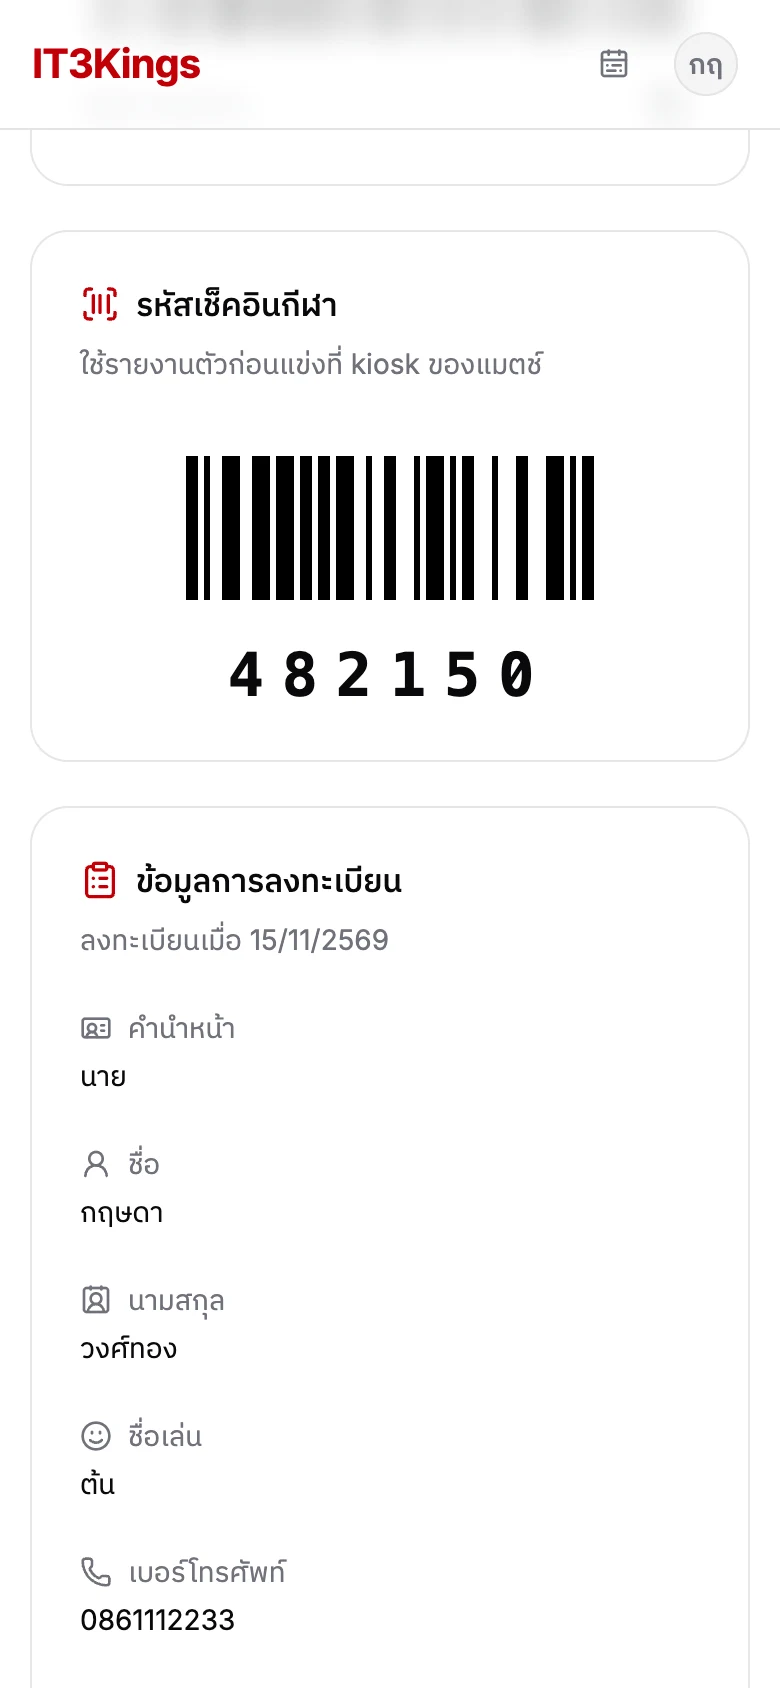 IT3Kings
กฤ
รหัสเช็คอินกีฬา
ใช้รายงานตัวก่อนแข่งที่ kiosk ของแมตช์
482150
ข้อมูลการลงทะเบียน
ลงทะเบียนเมื่อ 15/11/2569
คำนำหน้า
นาย
ชื่อ
กฤษดา
นามสกุล
วงศ์ทอง
ชื่อเล่น
ต้น
เบอร์โทรศัพท์
0861112233